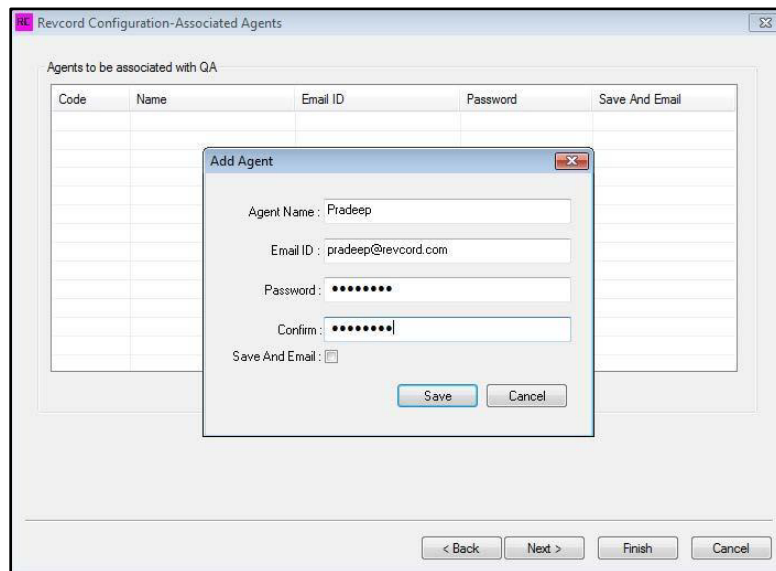 RC Revcord Configuration-Associated Agents
Agents to be associated with QA
Code Name Email ID Password Save And Email
Add Agent
Agent Name : Pradeep
Email ID : pradeep@revcord.com
Password : ●●●●●●●●
Confirm : ●●●●●●●●
Save And Email :
Save Cancel
< Back Next > Finish Cancel